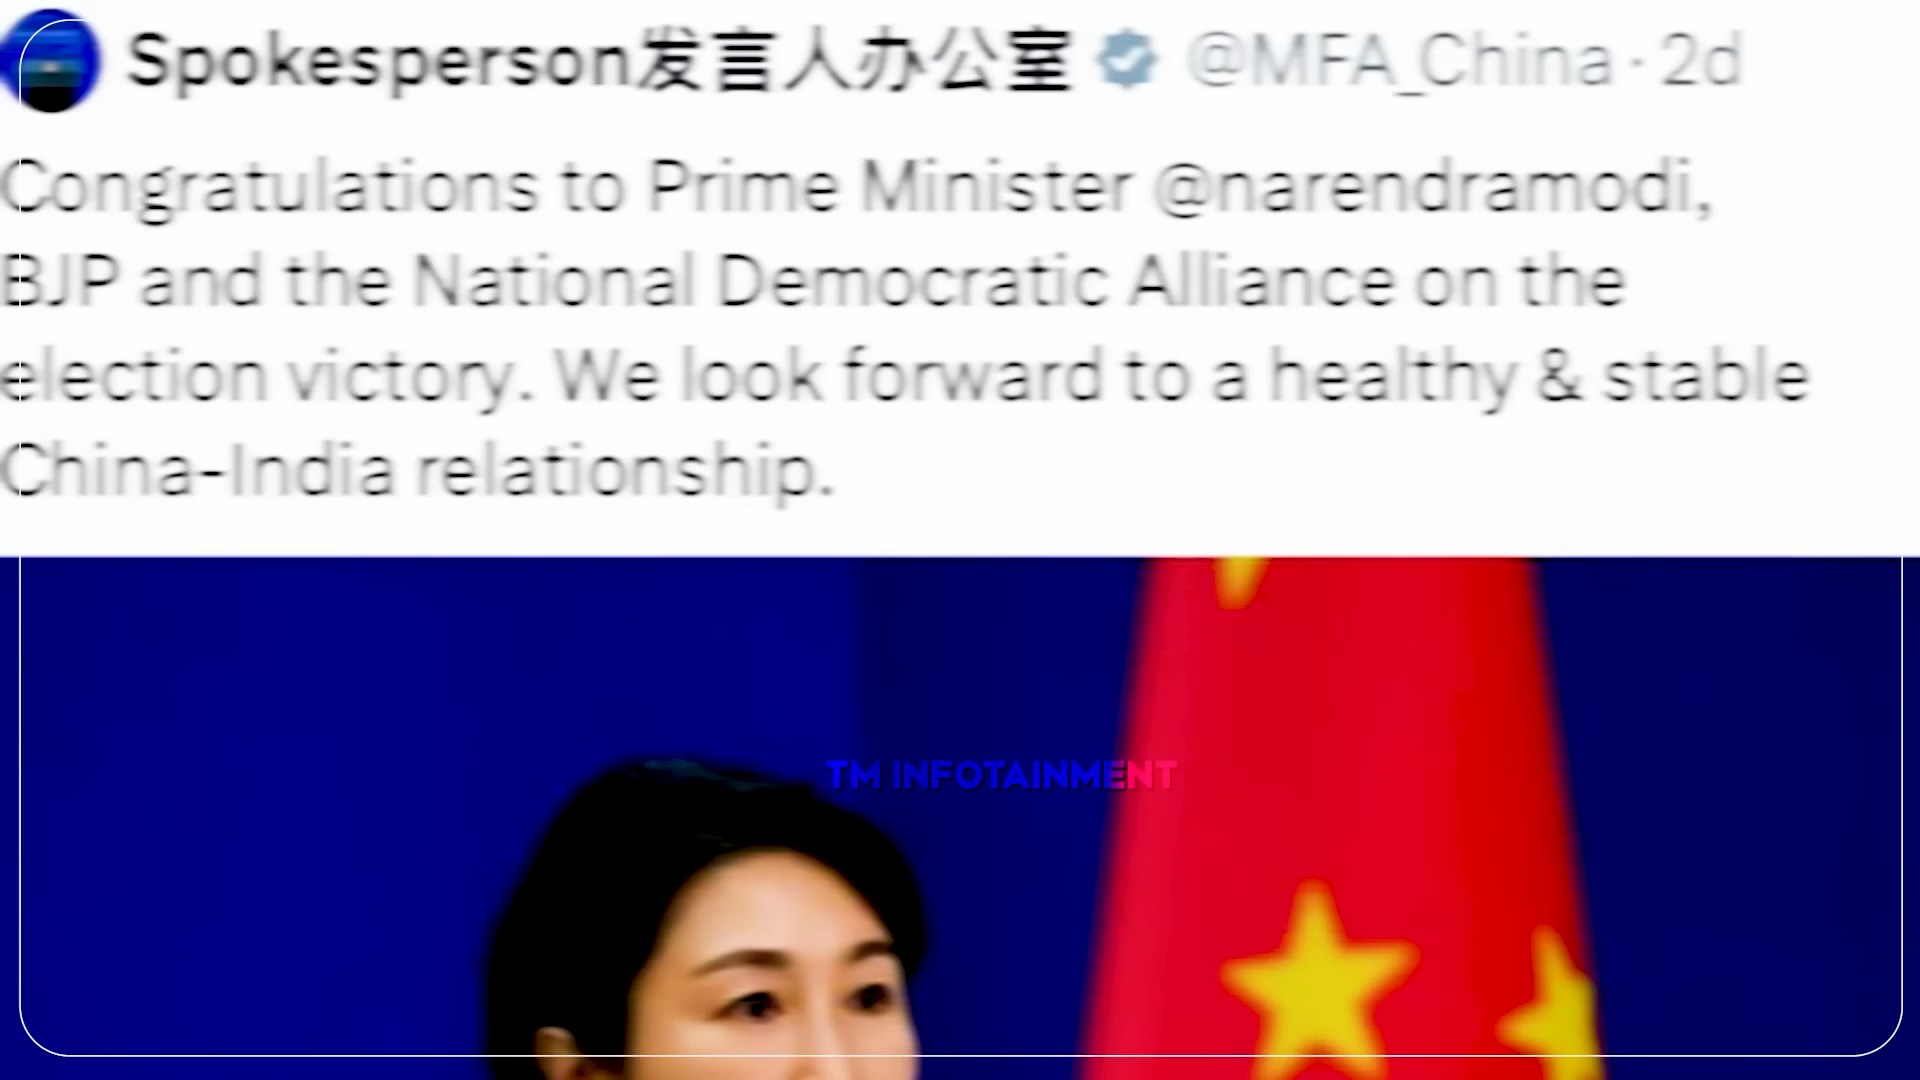 Spokesperson发言人办公室 @MFA_China · 2d
Congratulations to Prime Minister @narendramodi,
BJP and the National Democratic Alliance on the
election victory. We look forward to a healthy & stable
China-India relationship.
TM INFOTAINMENT